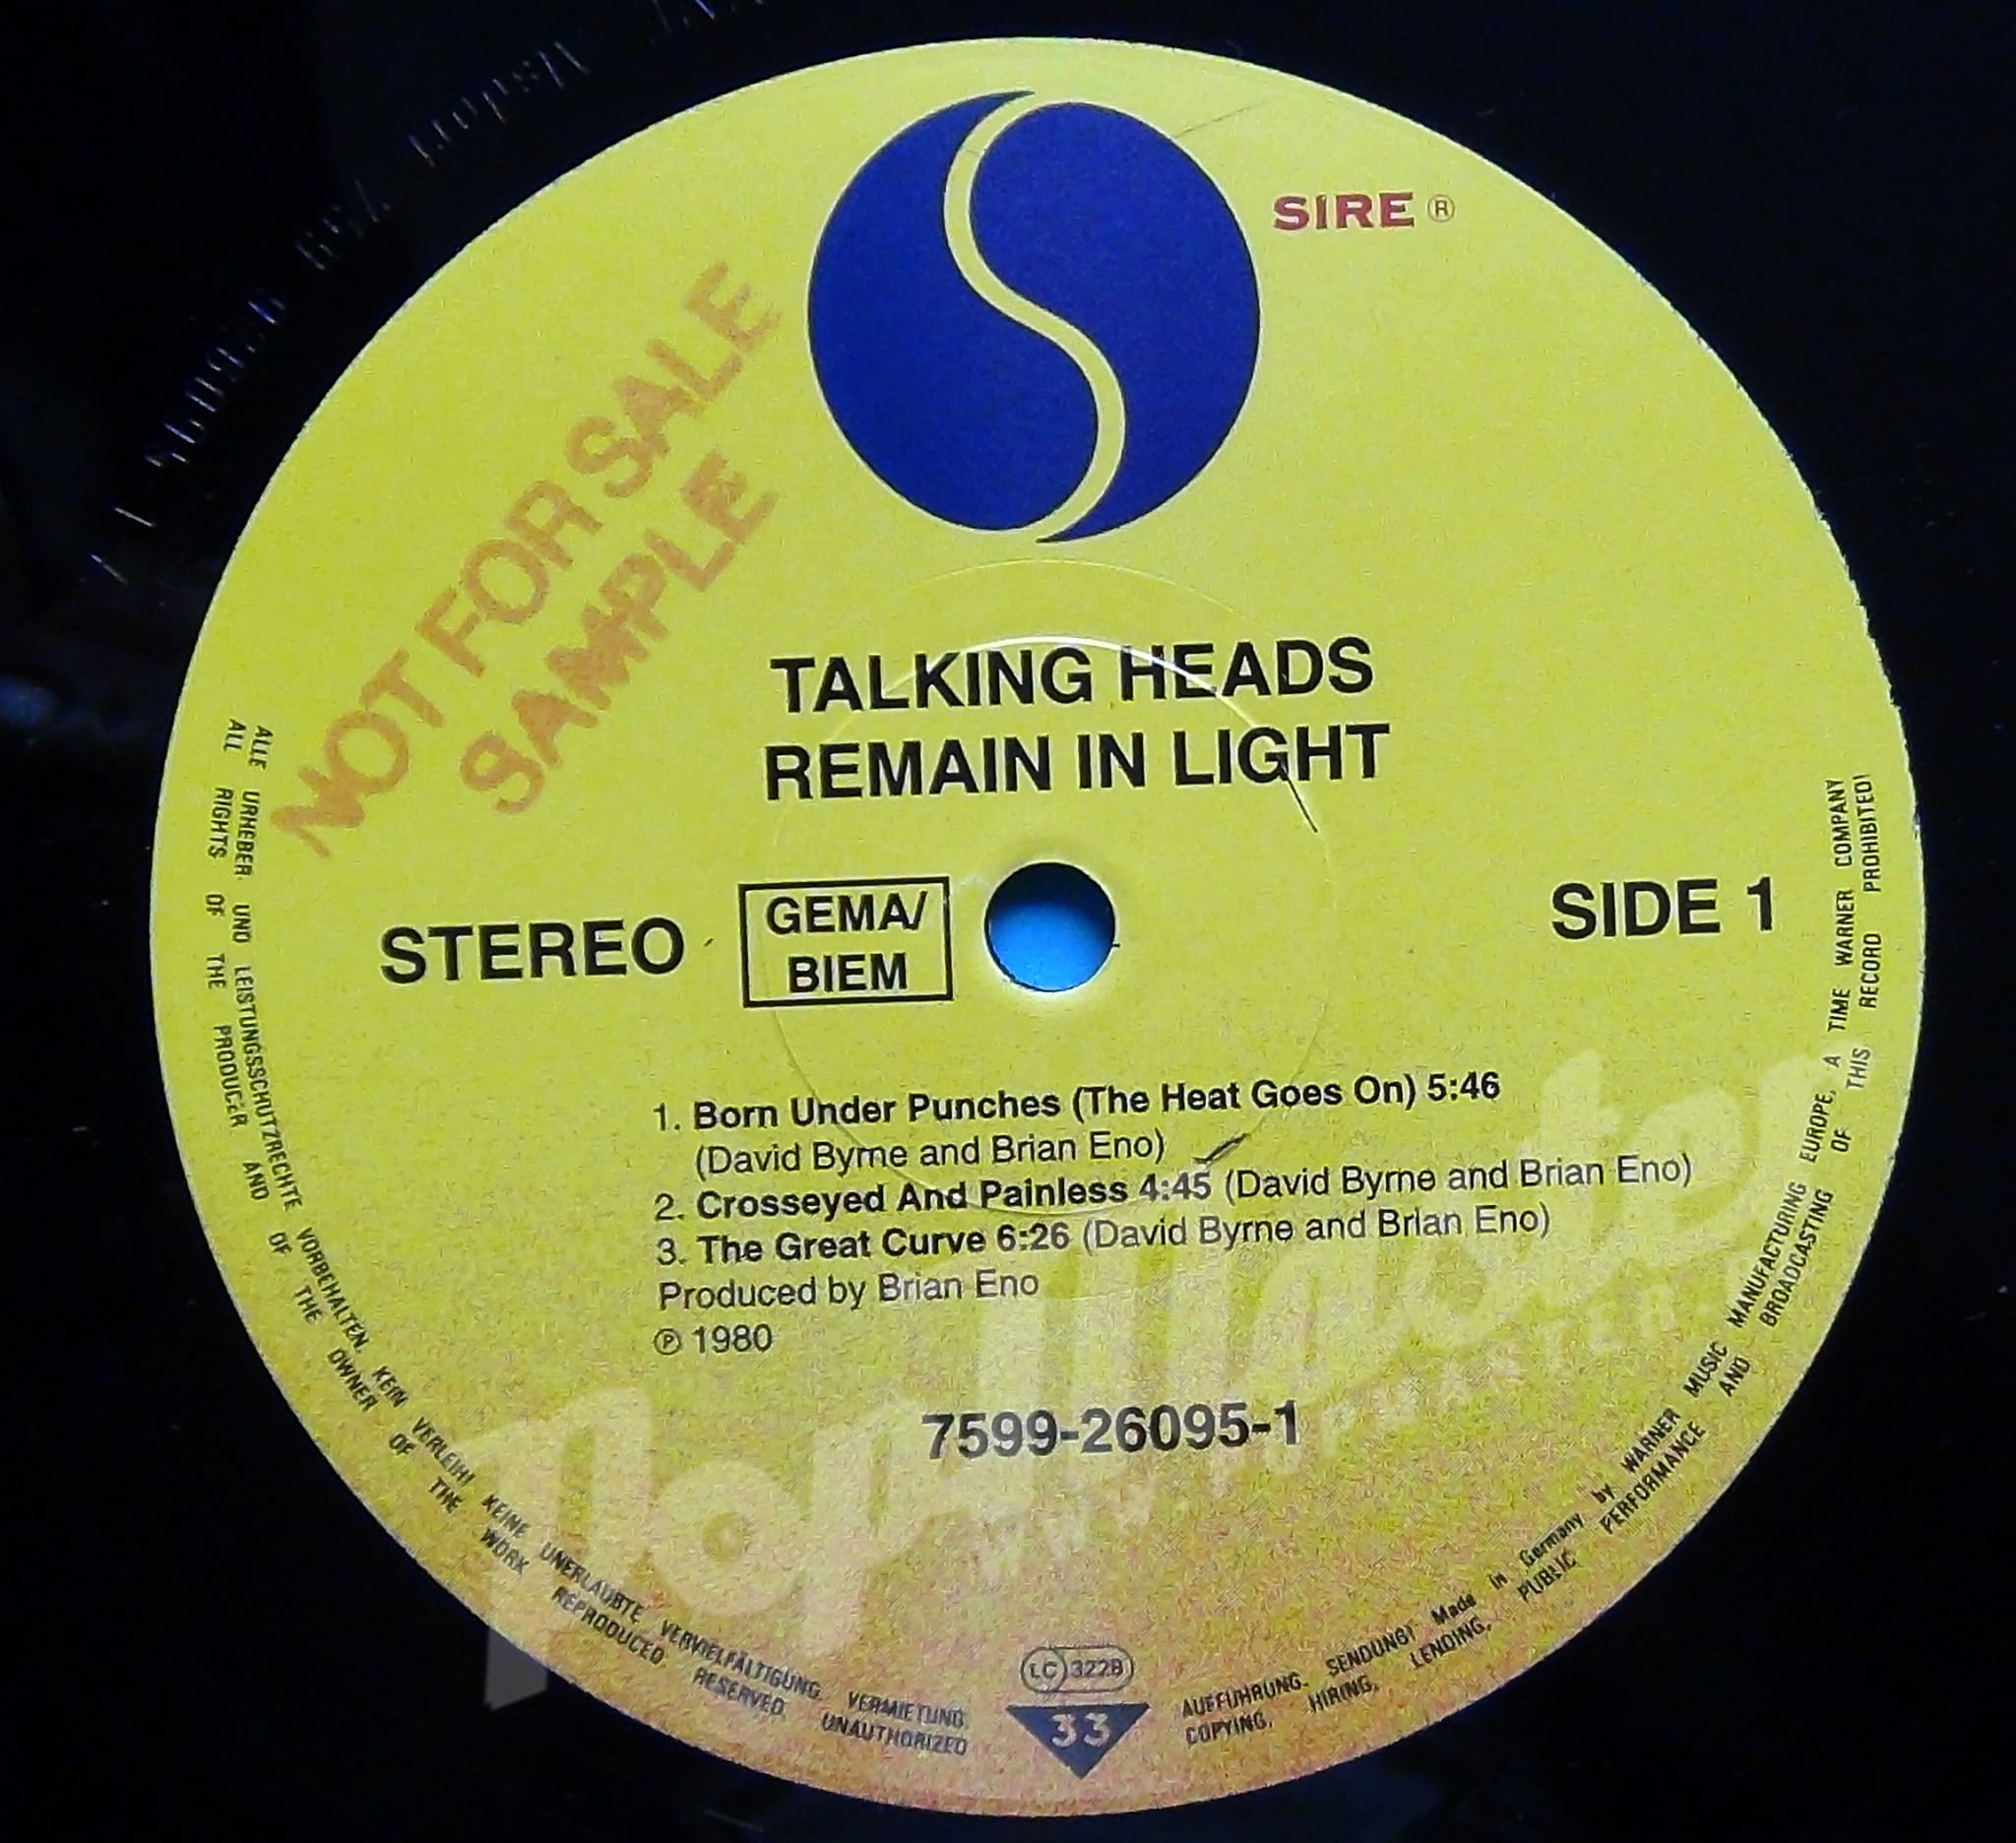 SIRE ®
NOT FOR SALE
SAMPLE
TALKING HEADS
REMAIN IN LIGHT
STEREO
GEMA/
BIEM
SIDE 1
1. Born Under Punches (The Heat Goes On) 5:46
(David Byrne and Brian Eno)
2. Crosseyed And Painless 4:45 (David Byrne and Brian Eno)
3. The Great Curve 6:26 (David Byrne and Brian Eno)
Produced by Brian Eno
℗ 1980
7599-26095-1
LC 3228
33
ALLE URHEBER- UND LEISTUNGSSCHUTZRECHTE VORBEHALTEN. KEIN VERLEIH! KEINE UNERLAUBTE VERVIELFÄLTIGUNG, VERMIETUNG,
AUFFUHRUNG, SENDUNG! Made in Germany by WARNER MUSIC MANUFACTURING EUROPE, A TIME WARNER COMPANY
ALL RIGHTS OF THE PRODUCER AND OF THE OWNER OF THE WORK REPRODUCED RESERVED. UNAUTHORIZED
COPYING, HIRING, LENDING, PUBLIC PERFORMANCE AND BROADCASTING OF THIS RECORD PROHIBITED!
PopMaster